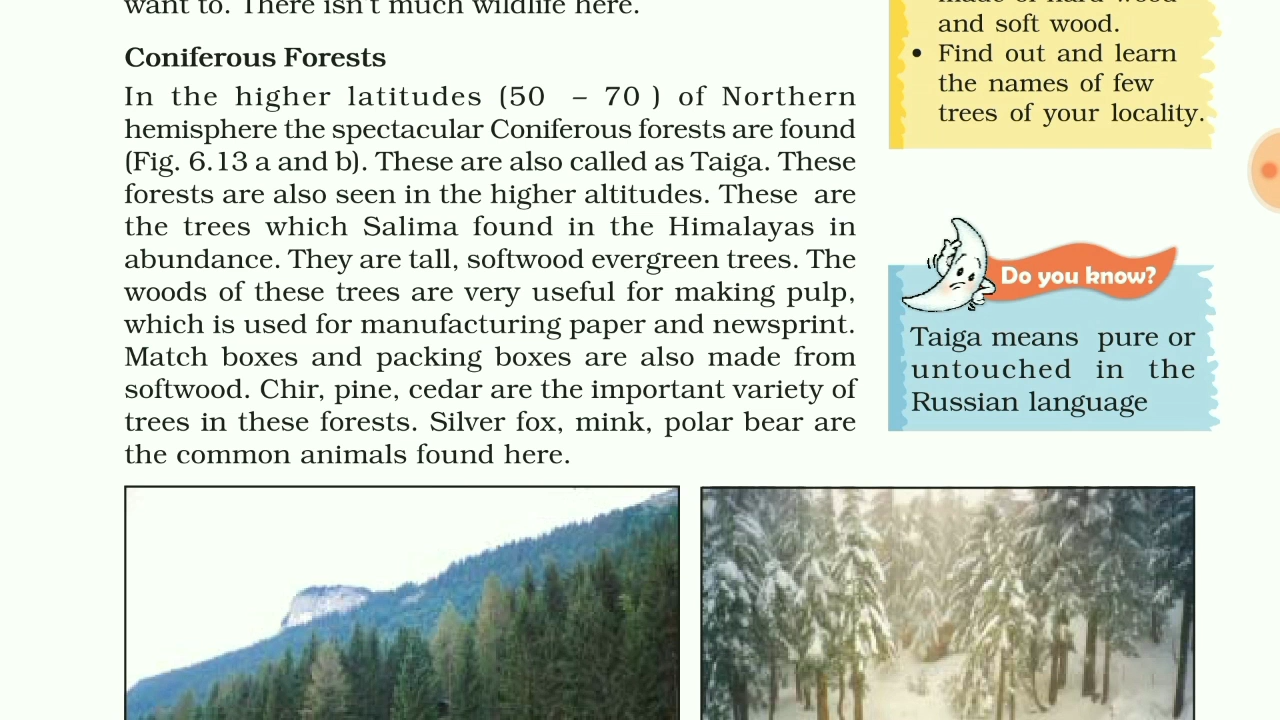 want to. There isn't much wildlife here.
Coniferous Forests
In the higher latitudes (50 – 70 ) of Northern
hemisphere the spectacular Coniferous forests are found
(Fig. 6.13 a and b). These are also called as Taiga. These
forests are also seen in the higher altitudes. These are
the trees which Salima found in the Himalayas in
abundance. They are tall, softwood evergreen trees. The
woods of these trees are very useful for making pulp,
which is used for manufacturing paper and newsprint.
Match boxes and packing boxes are also made from
softwood. Chir, pine, cedar are the important variety of
trees in these forests. Silver fox, mink, polar bear are
the common animals found here.
made of hard wood
and soft wood.
• Find out and learn
the names of few
trees of your locality.
Do you know?
Taiga means pure or
untouched in the
Russian language